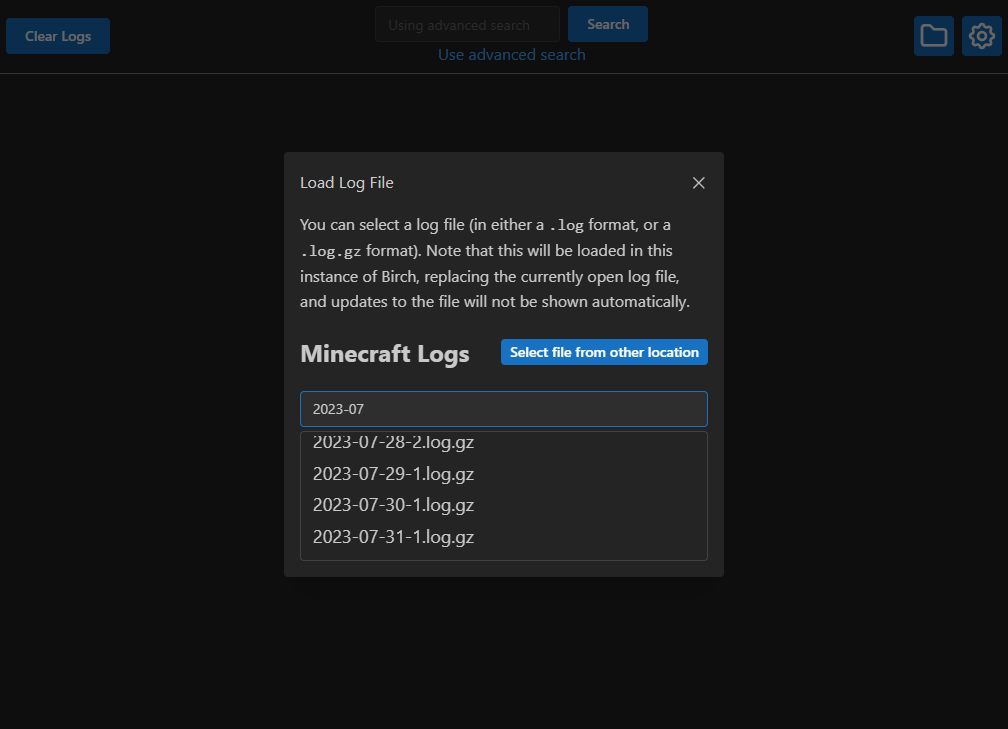 Clear Logs
Using advanced search
Search
Use advanced search
Load Log File
You can select a log file (in either a .log format, or a
.log.gz format). Note that this will be loaded in this
instance of Birch, replacing the currently open log file,
and updates to the file will not be shown automatically.
Minecraft Logs
Select file from other location
2023-07
2023-07-28-2.log.gz
2023-07-29-1.log.gz
2023-07-30-1.log.gz
2023-07-31-1.log.gz